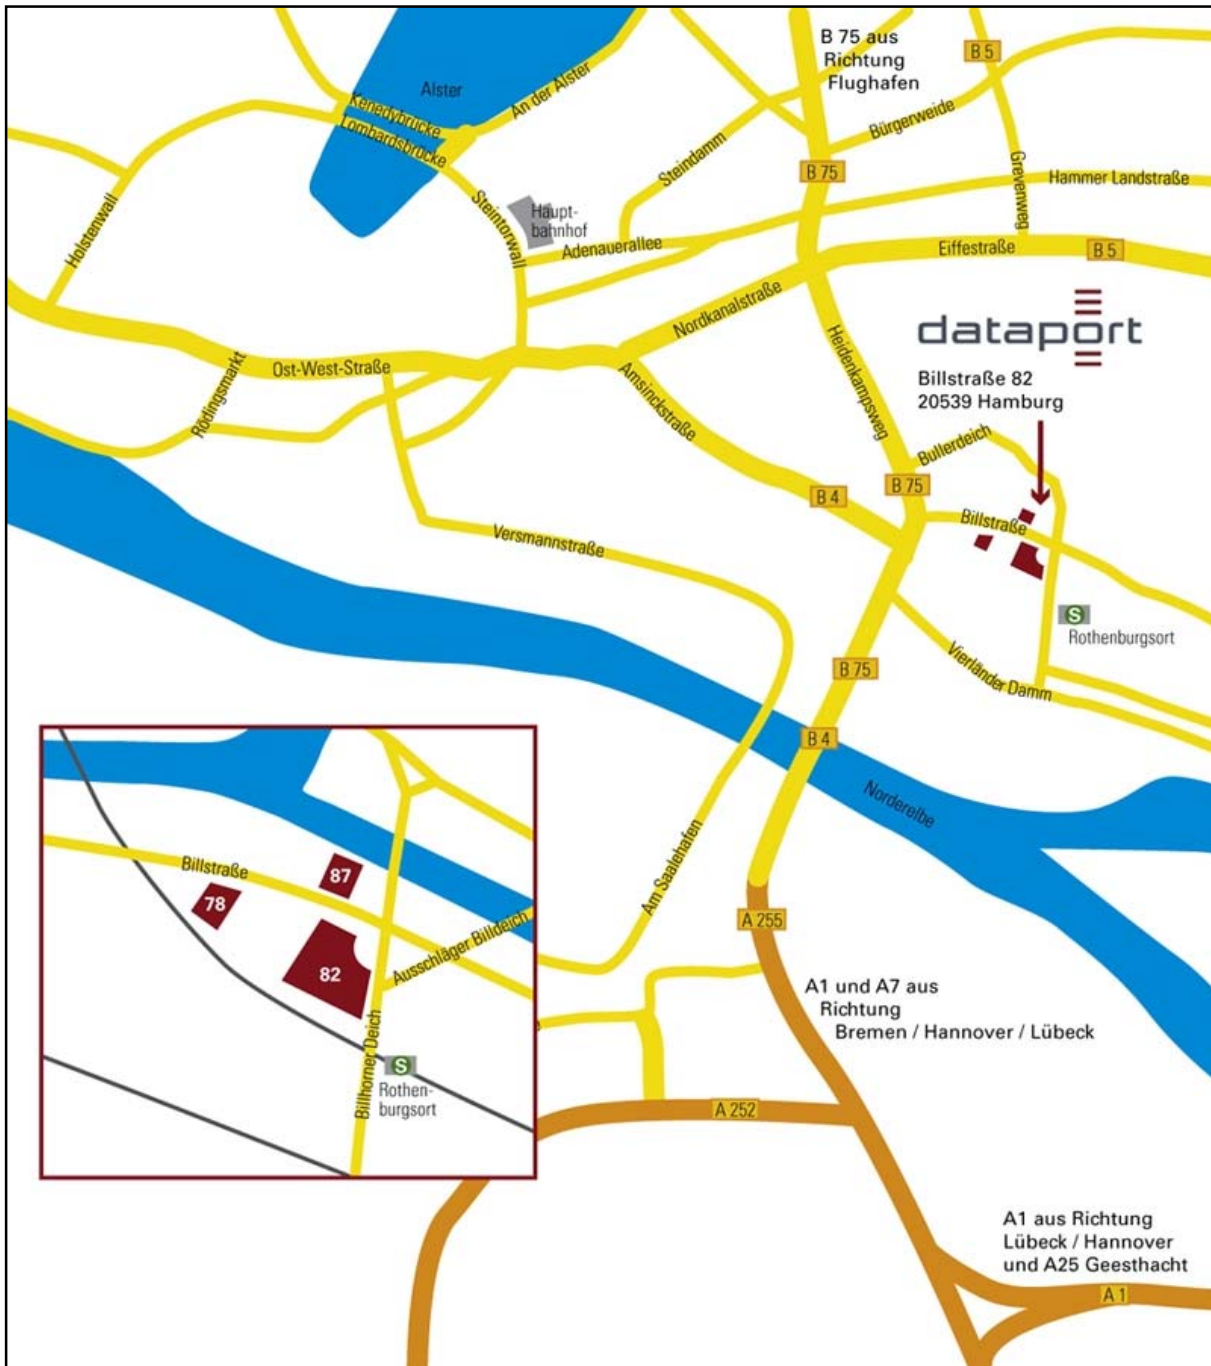 B 75 aus
Richtung
Flughafen
B 5
Alster
An der Alster
Kenedybrücke
Lombardsbrücke
Bürgerweide
Steindamm
B 75
Grevenweg
Hammer Landstraße
Holstenwall
Steintorwall
Haupt-
bahnhof
Adenauerallee
Eiffestraße
B 5
Nordkanalstraße
dataport
Heidenkampsweg
Billstraße 82
20539 Hamburg
Ost-West-Straße
Rödingsmarkt
Amsinckstraße
Bullerdeich
B 75
B 4
Billstraße
Versmannstraße
S
Rothenburgsort
Vierländer Damm
B 75
B 4
Norderelbe
Am Saalehafen
Billstraße
87
78
82
Ausschläger Billdeich
Billhorner Deich
S
Rothen-
burgsort
A 255
A1 und A7 aus
Richtung
Bremen / Hannover / Lübeck
A 252
A1 aus Richtung
Lübeck / Hannover
und A25 Geesthacht
A 1